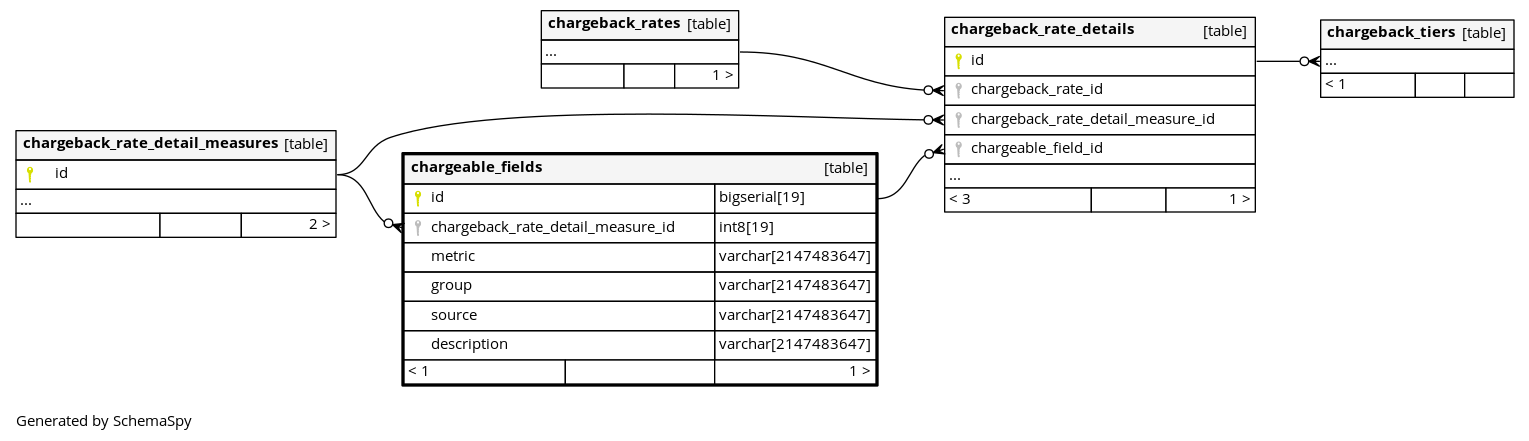 chargeback_rates [table]
...
1 >
chargeback_rate_details [table]
id
chargeback_rate_id
chargeback_rate_detail_measure_id
chargeable_field_id
...
< 3 1 >
chargeback_tiers [table]
...
< 1
chargeback_rate_detail_measures [table]
id
...
2 >
chargeable_fields [table]
id bigserial[19]
chargeback_rate_detail_measure_id int8[19]
metric varchar[2147483647]
group varchar[2147483647]
source varchar[2147483647]
description varchar[2147483647]
< 1 1 >
Generated by SchemaSpy